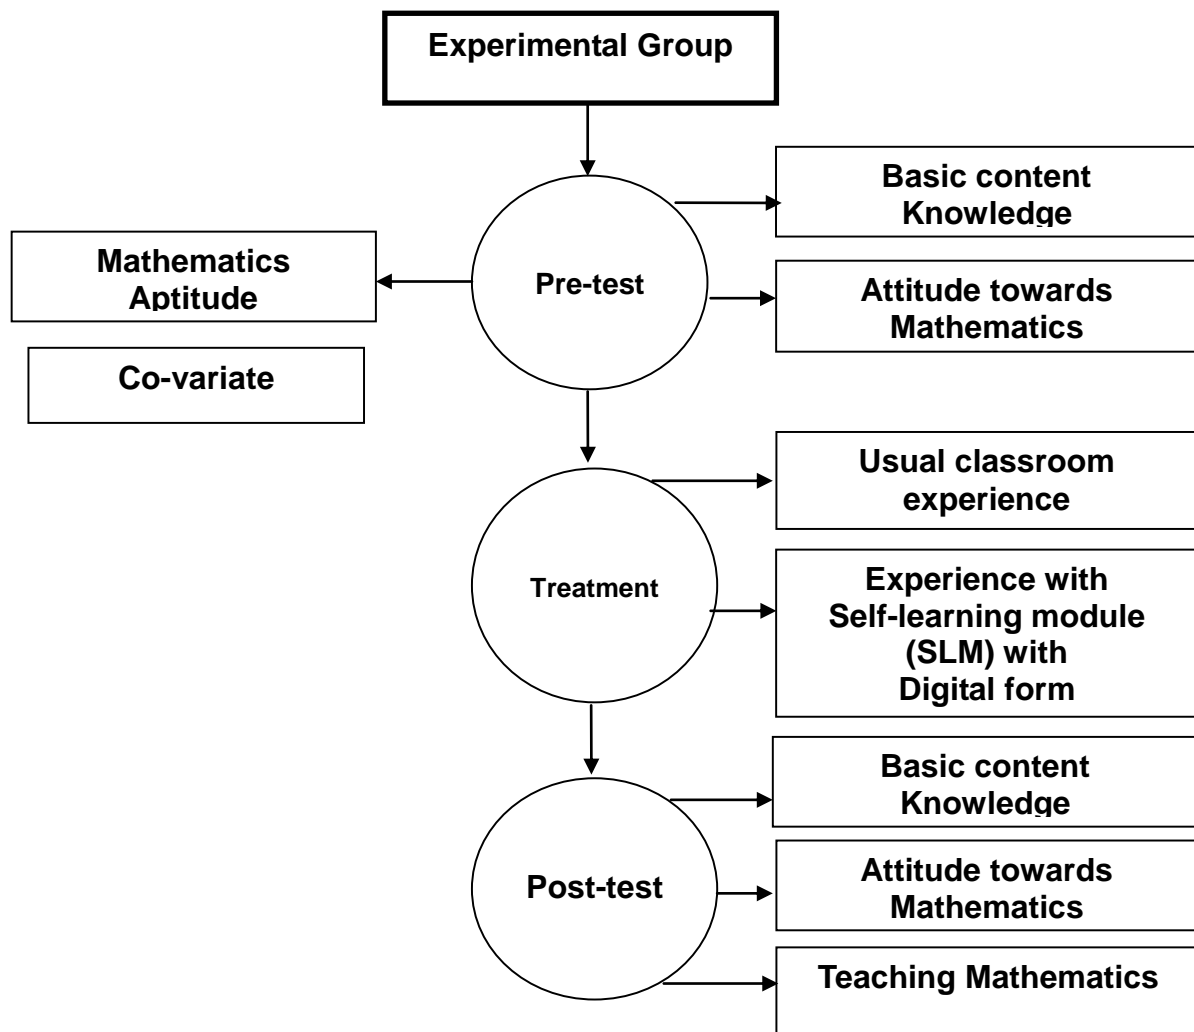 Experimental Group
Basic content
Knowledge
Mathematics
Aptitude
Pre-test
Attitude towards
Mathematics
Co-variate
Usual classroom
experience
Treatment
Experience with
Self-learning module
(SLM) with
Digital form
Basic content
Knowledge
Post-test
Attitude towards
Mathematics
Teaching Mathematics